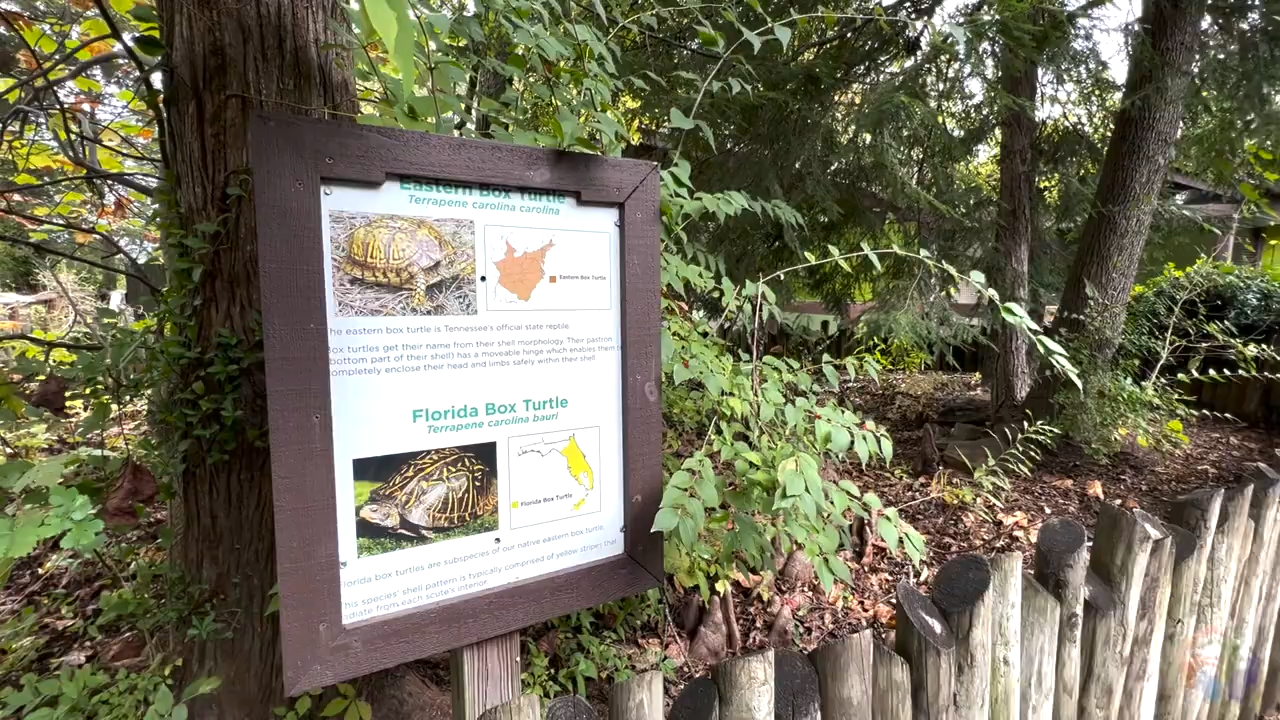 Eastern Box Turtle
Terrapene carolina carolina
Eastern Box Turtle
he eastern box turtle is Tennessee's official state reptile.
Box turtles get their name from their shell morphology. Their pastron
bottom part of their shell) has a moveable hinge which enables them
ompletely enclose their head and limbs safely within their shell.
Florida Box Turtle
Terrapene carolina bauri
Florida Box Turtle
lorida box turtles are subspecies of our native eastern box turtle.
his species' shell pattern is typically comprised of yellow stripes that
diate from each scute's interior.